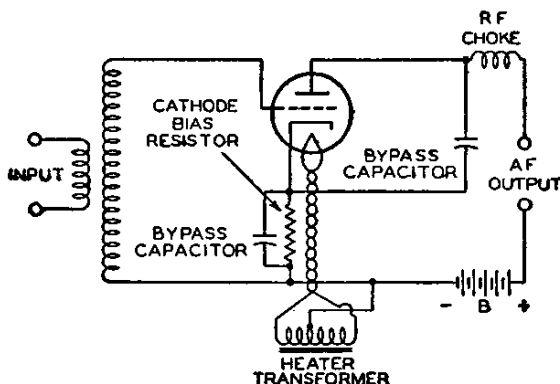 RF
CHOKE
CATHODE
BIAS
RESISTOR
INPUT
BYPASS
CAPACITOR
AF
OUTPUT
BYPASS
CAPACITOR
- B +
HEATER
TRANSFORMER